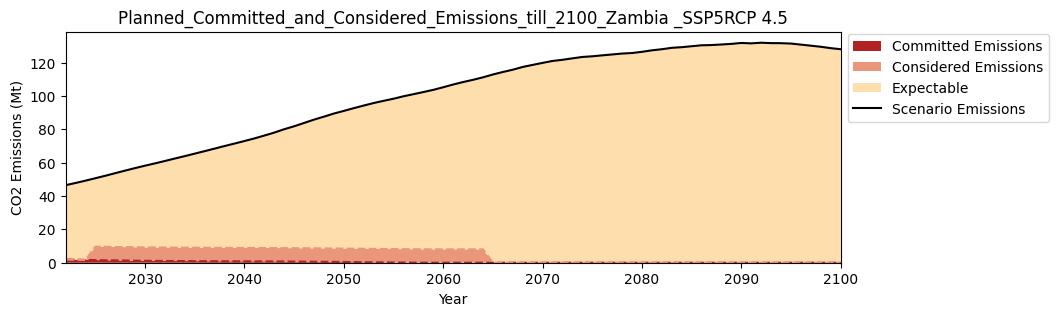 Planned_Committed_and_Considered_Emissions_till_2100_Zambia _SSP5RCP 4.5
Committed Emissions
Considered Emissions
Expectable
Scenario Emissions
CO2 Emissions (Mt)
120
100
80
60
40
20
0
2030 2040 2050 2060 2070 2080 2090 2100
Year